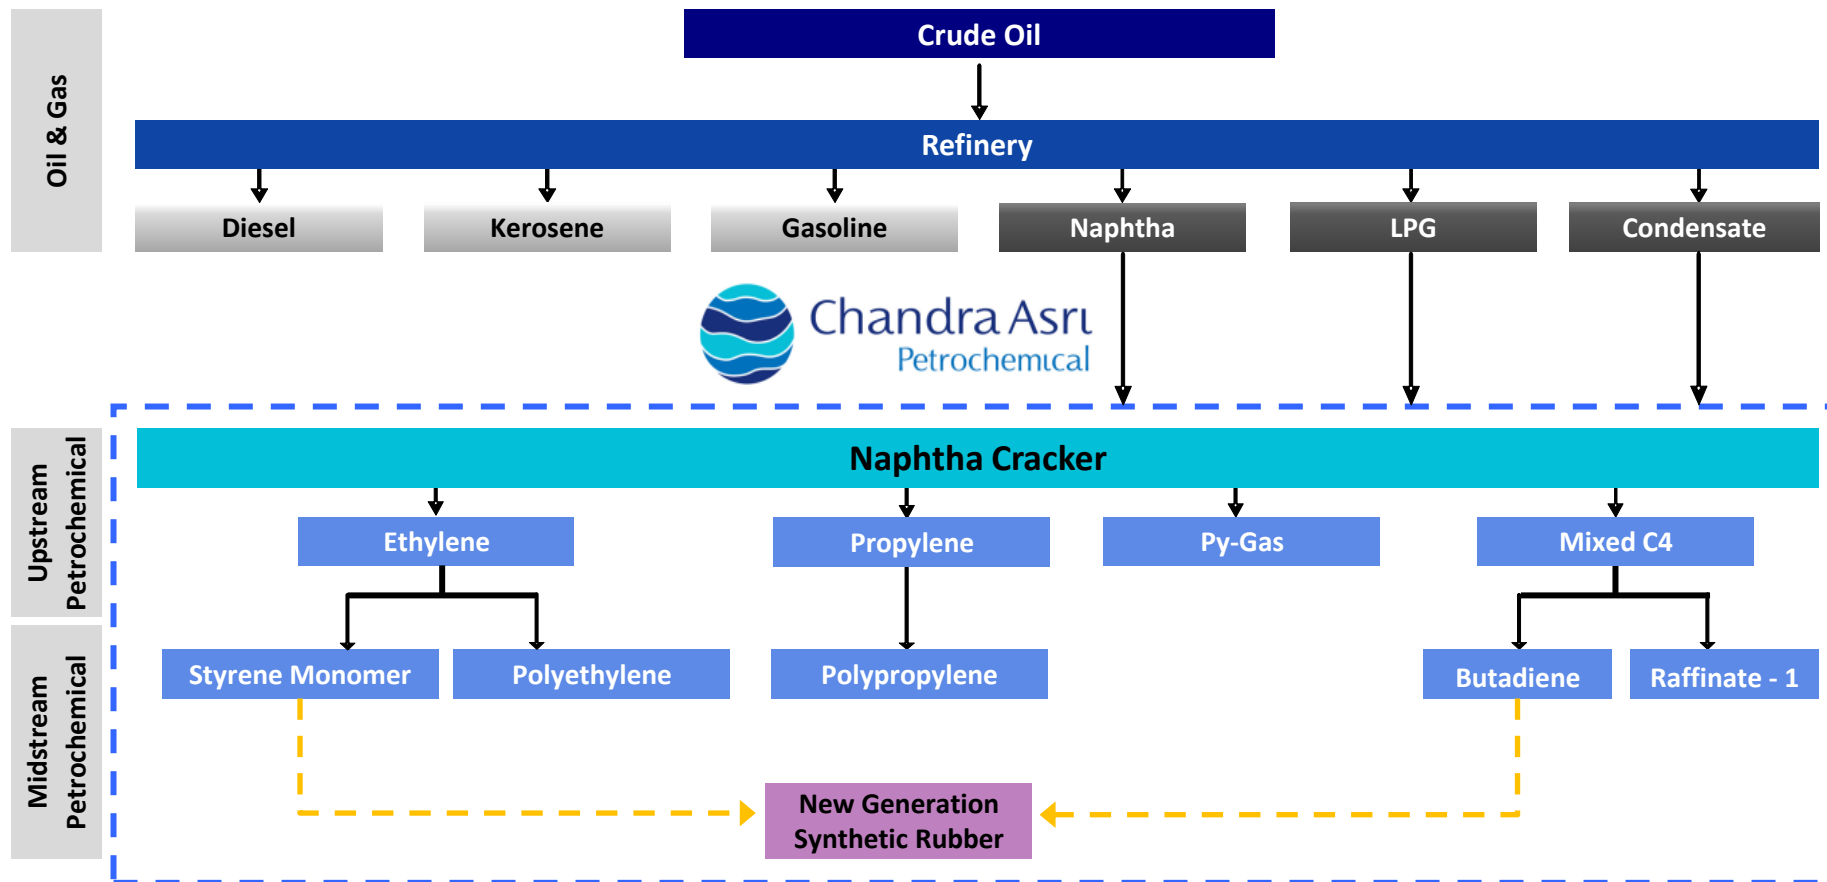 Crude Oil
Oil & Gas
Refinery
Diesel
Kerosene
Gasoline
Naphtha
LPG
Condensate
Chandra Asri
Petrochemical
Upstream
Petrochemical
Naphtha Cracker
Ethylene
Propylene
Py-Gas
Mixed C4
Midstream
Petrochemical
Styrene Monomer
Polyethylene
Polypropylene
Butadiene
Raffinate - 1
New Generation
Synthetic Rubber